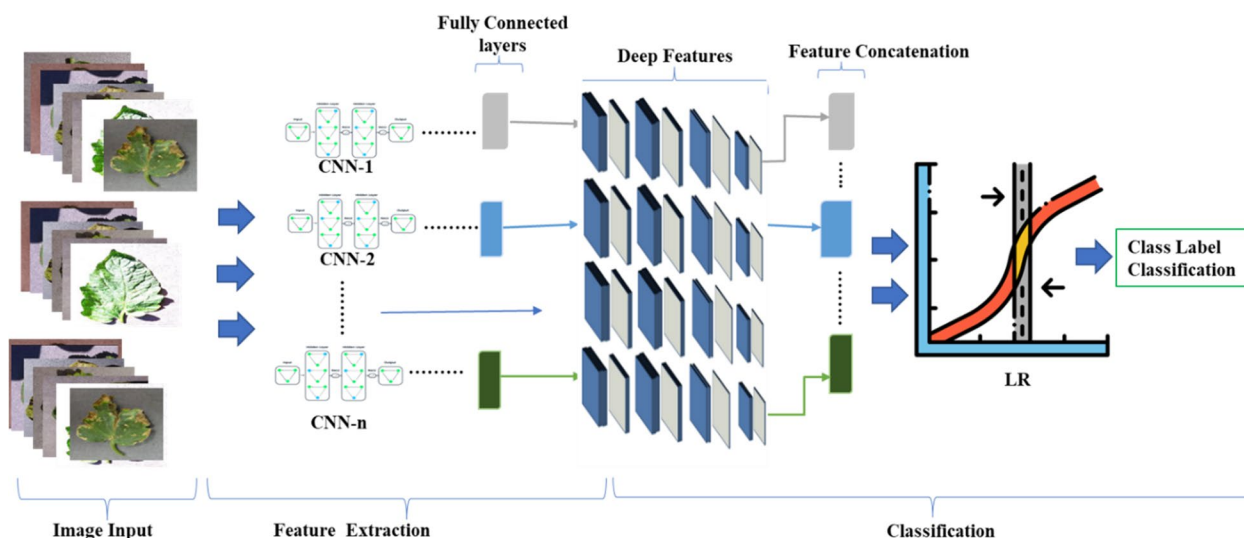 Fully Connected
layers
Deep Features
Feature Concatenation
CNN-1
CNN-2
CNN-n
Class Label
Classification
LR
Image Input
Feature Extraction
Classification